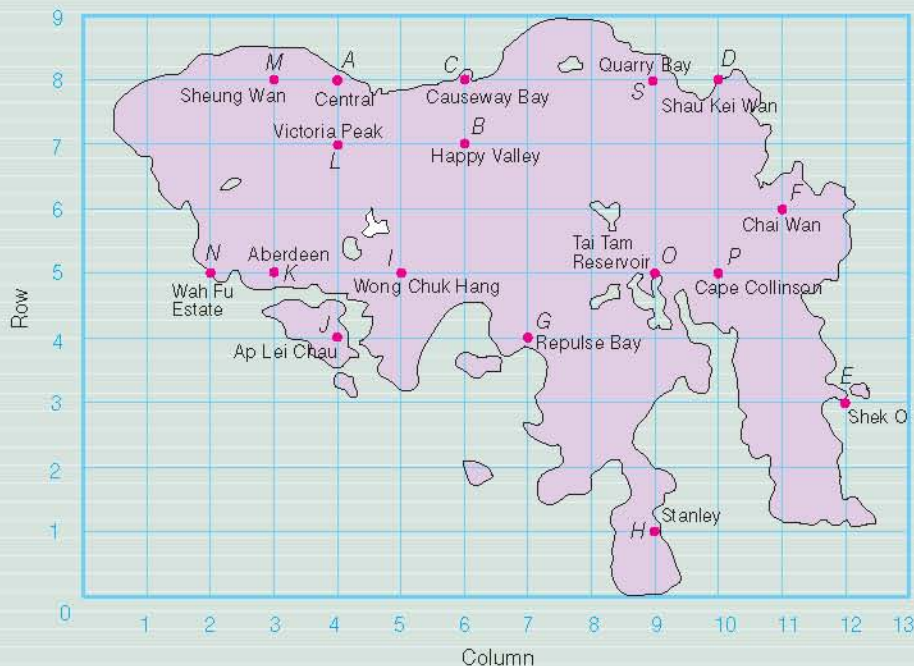 9
M
A
C
Quarry Bay
D
8
Sheung Wan
Central
Causeway Bay
S
Shau Kei Wan
Victoria Peak
B
7
L
Happy Valley
F
6
Chai Wan
N
Aberdeen
K
I
Tai Tam
Reservoir
O
P
5
Wah Fu
Estate
Wong Chuk Hang
Cape Collinson
J
G
4
Ap Lei Chau
Repulse Bay
E
3
Shek O
2
Stanley
1
H
0
1 2 3 4 5 6 7 8 9 10 11 12 13
Row
Column